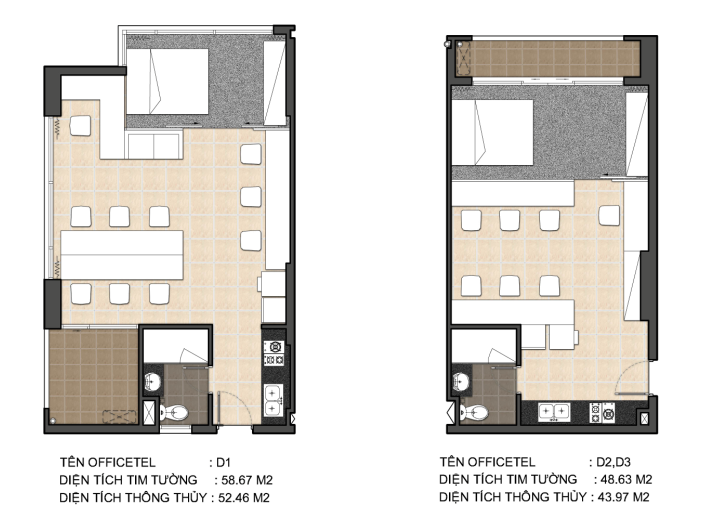 TÊN OFFICETEL : D1
DIỆN TÍCH TIM TƯỜNG : 58.67 M2
DIỆN TÍCH THÔNG THỦY : 52.46 M2
TÊN OFFICETEL : D2,D3
DIỆN TÍCH TIM TƯỜNG : 48.63 M2
DIỆN TÍCH THÔNG THỦY : 43.97 M2